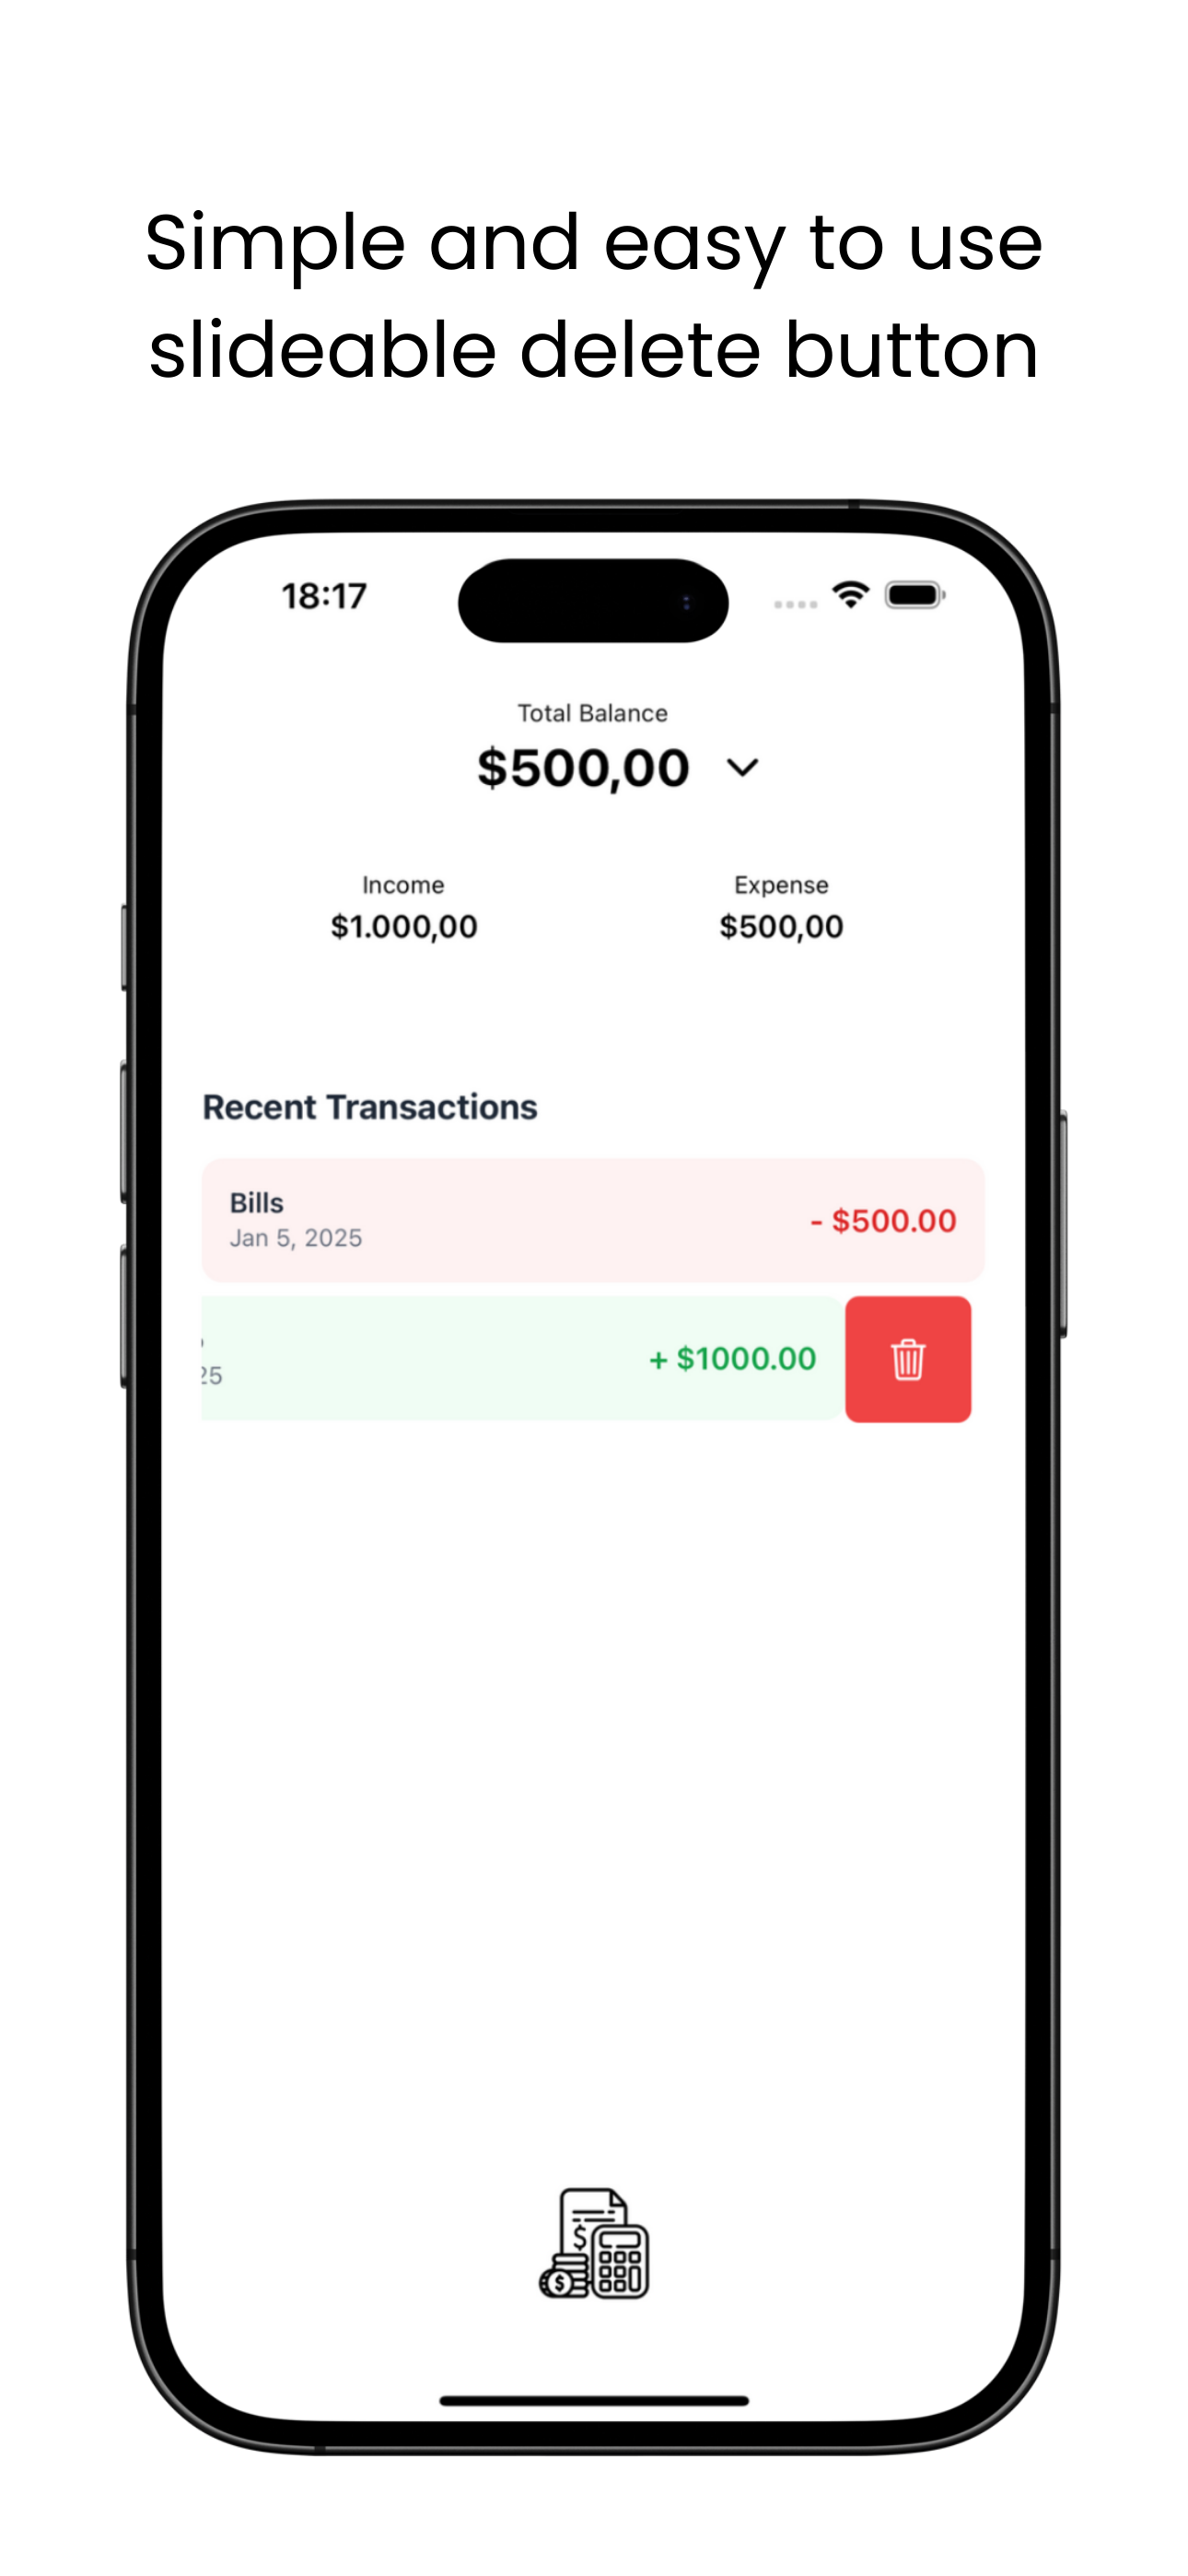 Simple and easy to use
slideable delete button
18:17
Total Balance
$500,00
Income
$1.000,00
Expense
$500,00
Recent Transactions
Bills
Jan 5, 2025
- $500.00
25
+ $1000.00
$
$